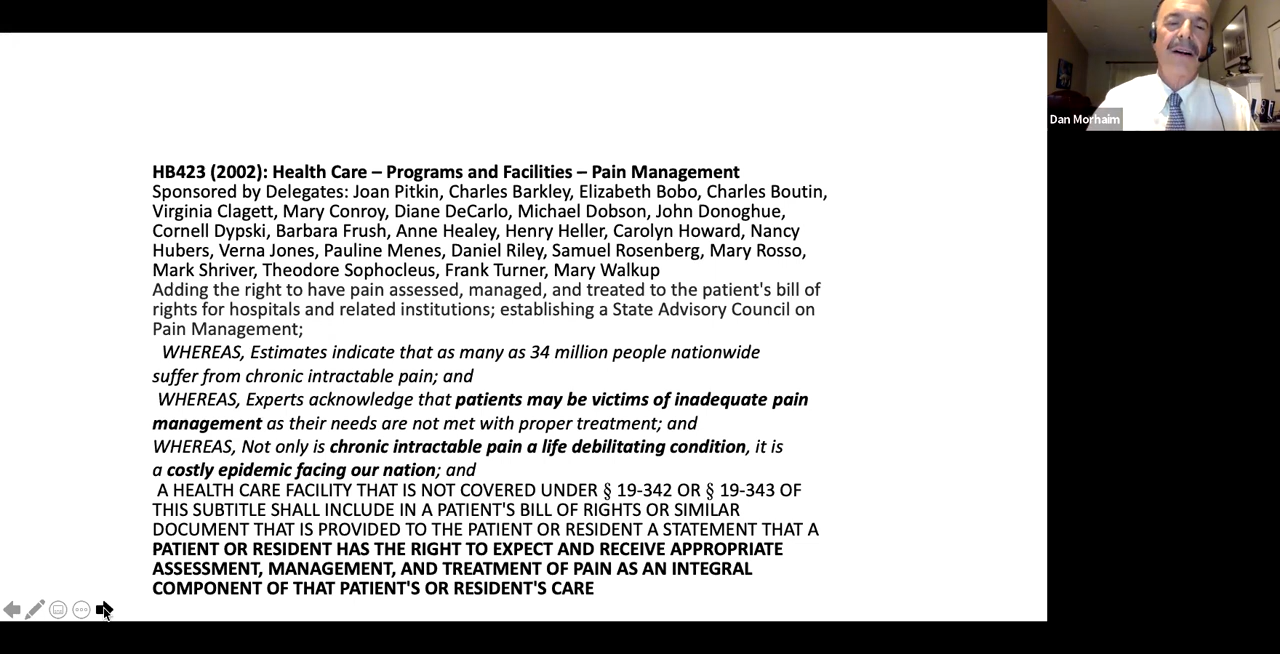 HB423 (2002): Health Care – Programs and Facilities – Pain Management
Sponsored by Delegates: Joan Pitkin, Charles Barkley, Elizabeth Bobo, Charles Boutin,
Virginia Clagett, Mary Conroy, Diane DeCarlo, Michael Dobson, John Donoghue,
Cornell Dypski, Barbara Frush, Anne Healey, Henry Heller, Carolyn Howard, Nancy
Hubers, Verna Jones, Pauline Menes, Daniel Riley, Samuel Rosenberg, Mary Rosso,
Mark Shriver, Theodore Sophocleus, Frank Turner, Mary Walkup
Adding the right to have pain assessed, managed, and treated to the patient's bill of
rights for hospitals and related institutions; establishing a State Advisory Council on
Pain Management;
WHEREAS, Estimates indicate that as many as 34 million people nationwide
suffer from chronic intractable pain; and
WHEREAS, Experts acknowledge that patients may be victims of inadequate pain
management as their needs are not met with proper treatment; and
WHEREAS, Not only is chronic intractable pain a life debilitating condition, it is
a costly epidemic facing our nation; and
A HEALTH CARE FACILITY THAT IS NOT COVERED UNDER § 19-342 OR § 19-343 OF
THIS SUBTITLE SHALL INCLUDE IN A PATIENT'S BILL OF RIGHTS OR SIMILAR
DOCUMENT THAT IS PROVIDED TO THE PATIENT OR RESIDENT A STATEMENT THAT A
PATIENT OR RESIDENT HAS THE RIGHT TO EXPECT AND RECEIVE APPROPRIATE
ASSESSMENT, MANAGEMENT, AND TREATMENT OF PAIN AS AN INTEGRAL
COMPONENT OF THAT PATIENT'S OR RESIDENT'S CARE
Dan Morhaim